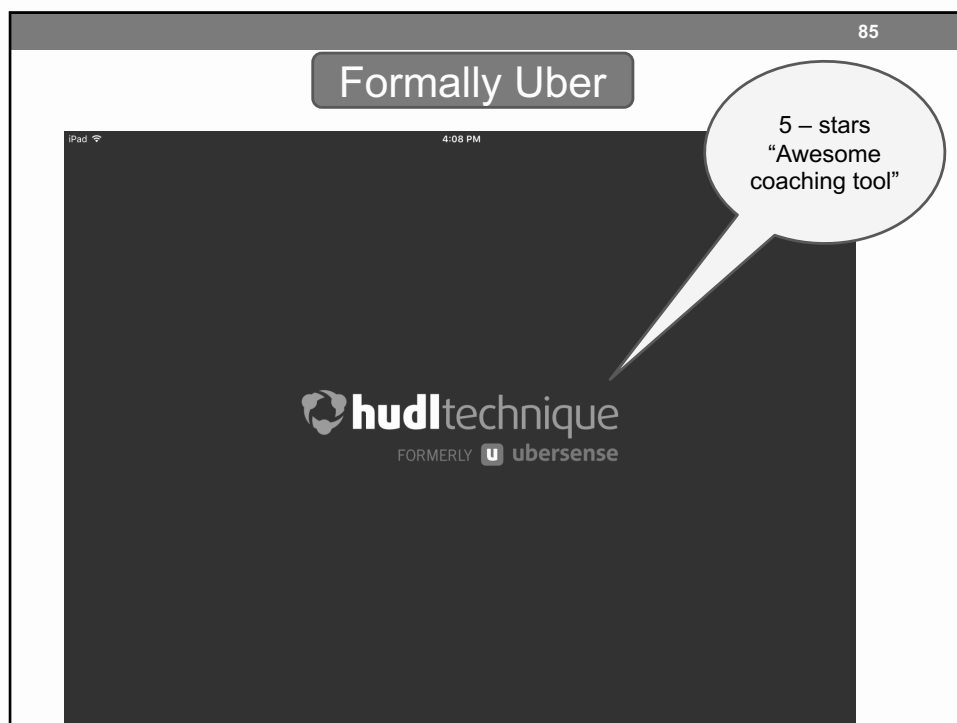 85
Formally Uber
iPad
4:08 PM
5 – stars
“Awesome
coaching tool”
hudltechnique
FORMERLY U ubersense